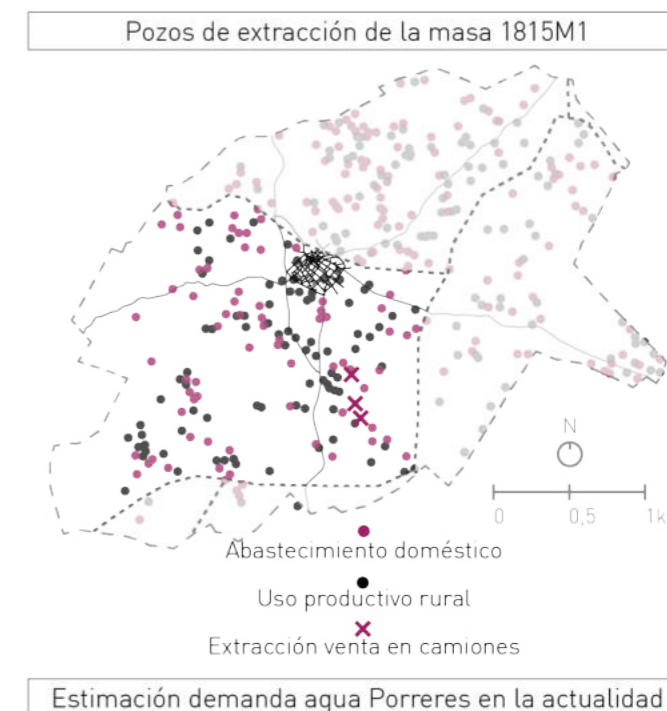 Pozos de extracción de la masa 1815M1
N
0 0,5 1k
Abastecimiento doméstico
Uso productivo rural
Extracción venta en camiones
Estimación demanda agua Porreres en la actualidad